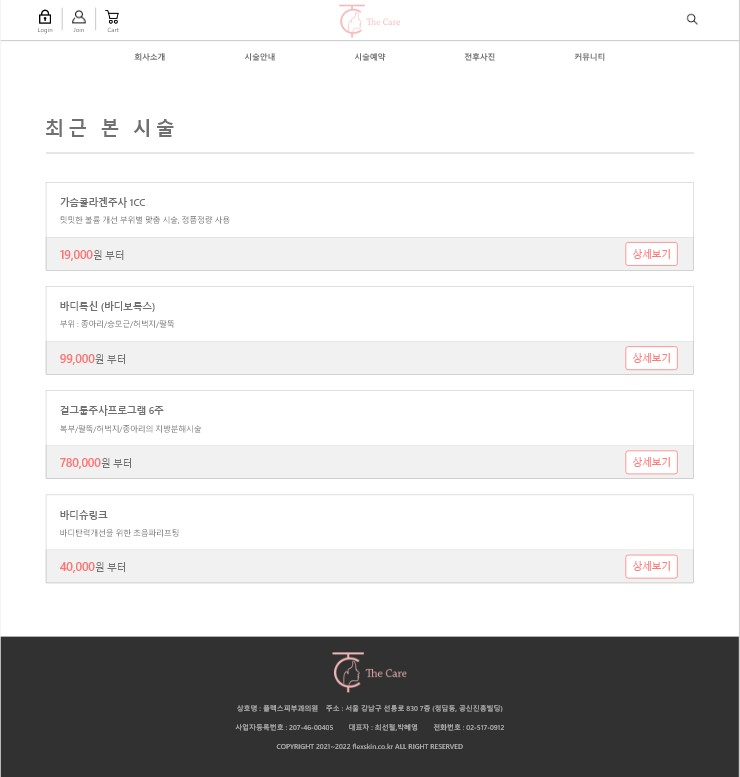 Login Join Cart
The Care
회사소개 시술안내 시술예약 전후사진 커뮤니티
최근 본 시술
가슴콜라겐주사 1CC
밋밋한 볼륨 개선 부위별 맞춤 시술, 정품정량 사용
19,000원 부터 상세보기
바디톡신 (바디보톡스)
부위 : 종아리/승모근/허벅지/팔뚝
99,000원 부터 상세보기
걸그룹주사프로그램 6주
복부/팔뚝/허벅지/종아리의 지방분해시술
780,000원 부터 상세보기
바디슈링크
바디탄력개선을 위한 초음파리프팅
40,000원 부터 상세보기
The Care
상호명 : 플랙스피부과의원 주소 : 서울 강남구 선릉로 830 7층 (청담동, 공신진흥빌딩)
사업자등록번호 : 207-46-00405 대표자 : 최선철,박혜영 전화번호 : 02-517-0912
COPYRIGHT 2021~2022 flexskin.co.kr ALL RIGHT RESERVED